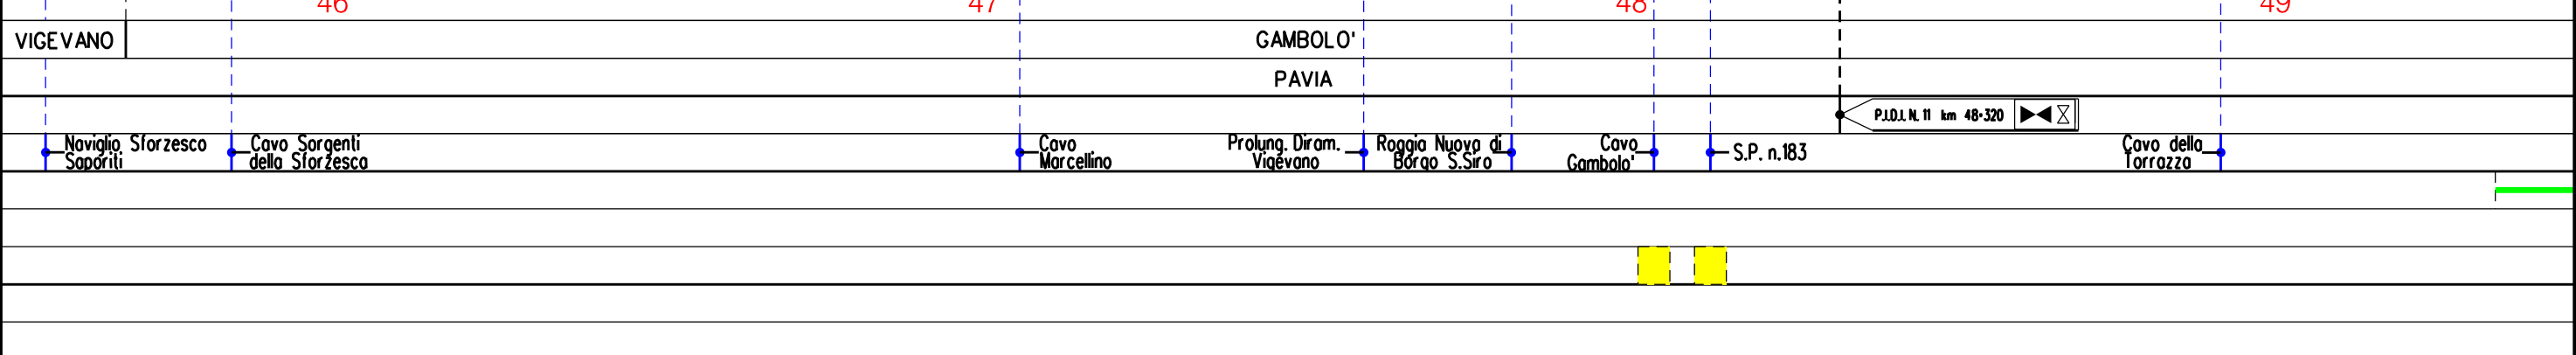 46 47 48 49
VIGEVANO GAMBOLO'
PAVIA
P.I.D.I. N. 11 km 48+320
Naviglio Sforzesco
Saporiti
Cavo Sorgenti
della Sforzesca
Cavo
Marcellino
Prolung. Diram.
Vigevano
Roggia Nuova di
Borgo S.Siro
Cavo
Gambolo'
S.P. n.183
Cavo della
Torrazza